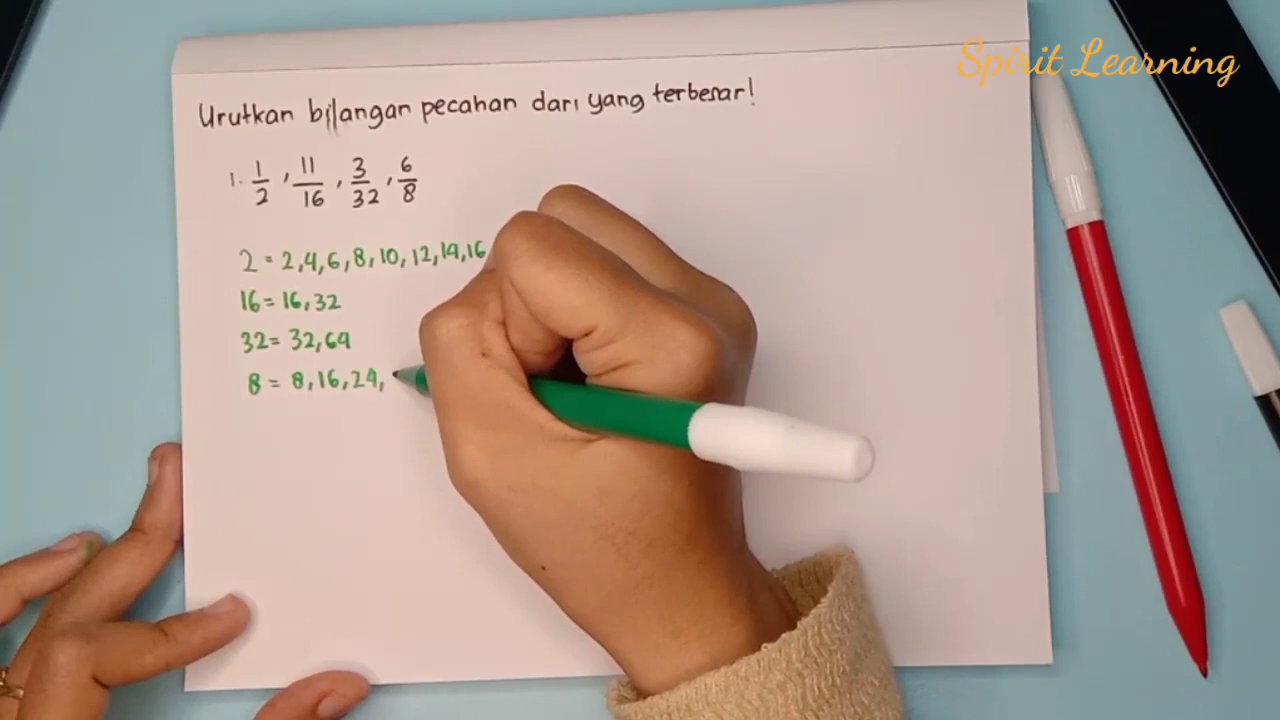 Spirit Learning
Urutkan bilangan pecahan dari yang terbesar!
1. 1/2, 11/16, 3/32, 6/8
2 = 2,4,6,8,10,12,14,16
16 = 16,32
32 = 32,64
8 = 8,16,24,